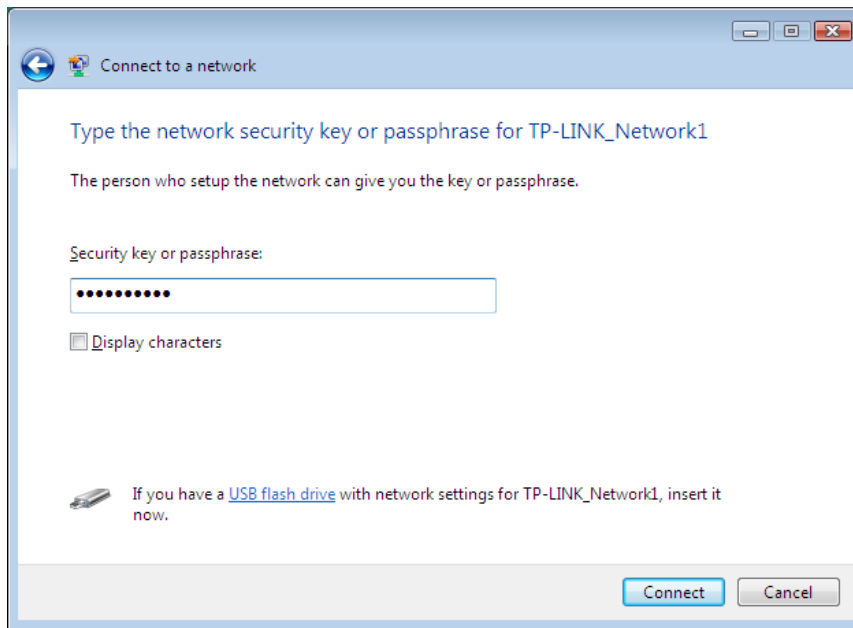 Connect to a network
Type the network security key or passphrase for TP-LINK_Network1
The person who setup the network can give you the key or passphrase.
Security key or passphrase:
••••••••••
Display characters
If you have a USB flash drive with network settings for TP-LINK_Network1, insert it
now.
Connect Cancel